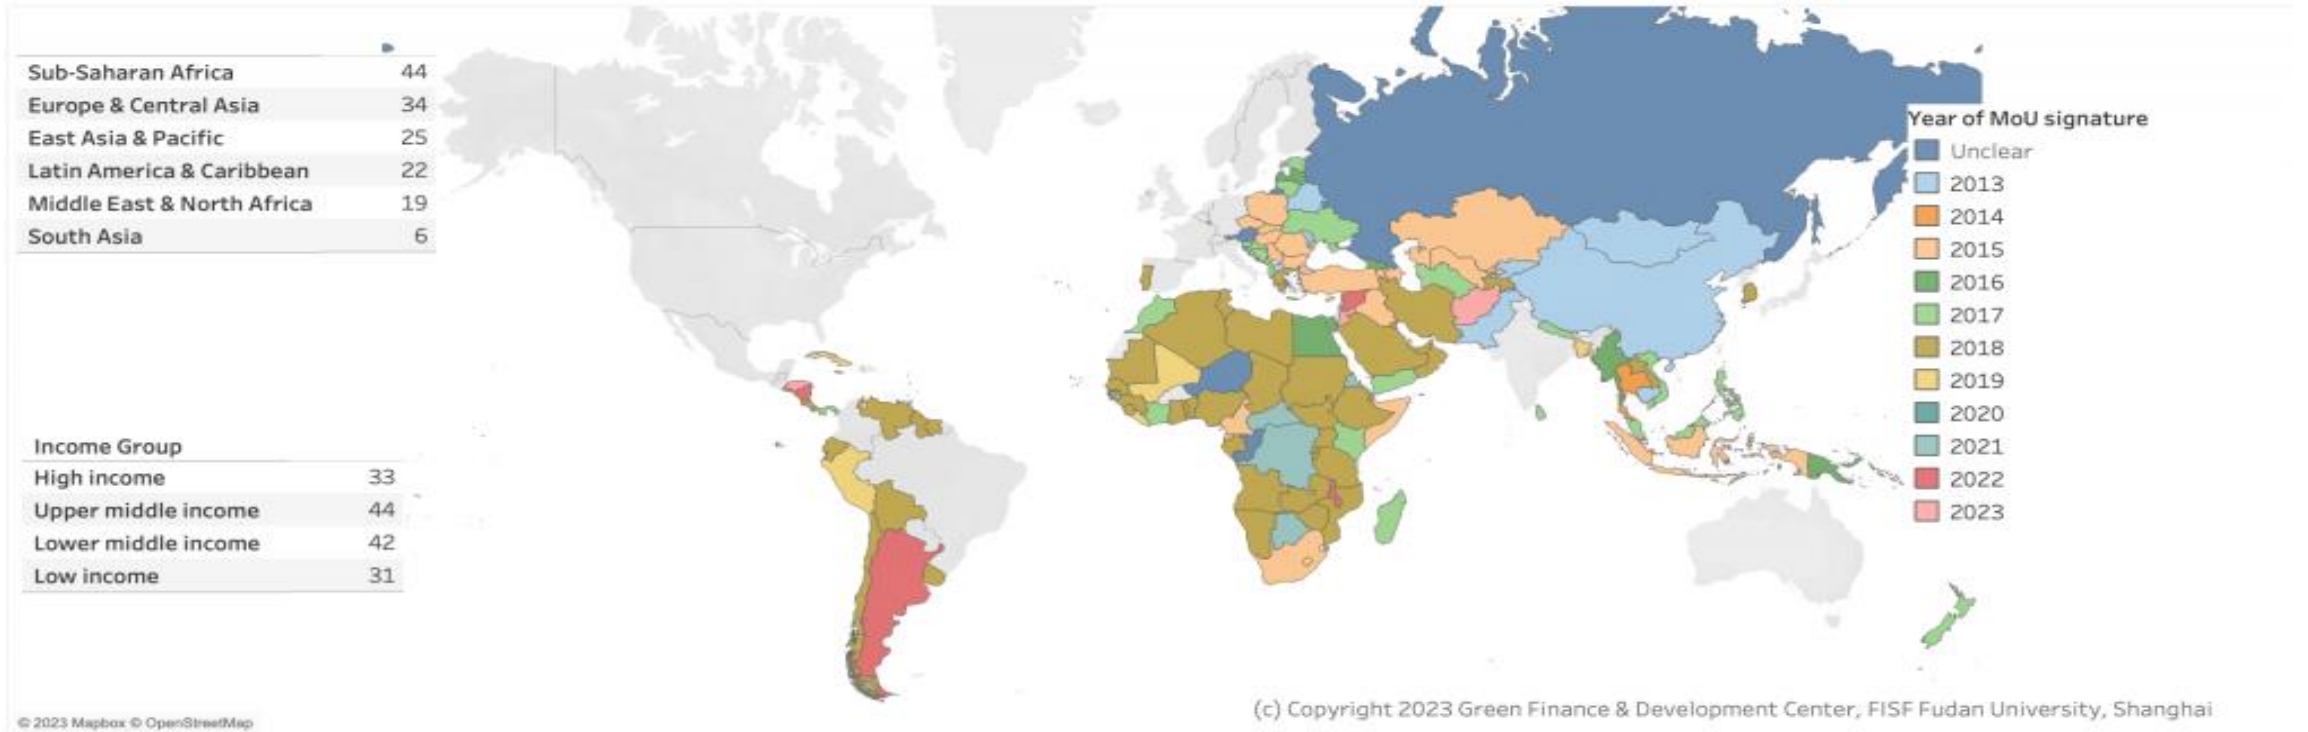 Sub-Saharan Africa 44
Europe & Central Asia 34
East Asia & Pacific 25
Latin America & Caribbean 22
Middle East & North Africa 19
South Asia 6
Income Group
High income 33
Upper middle income 44
Lower middle income 42
Low income 31
Year of MoU signature
Unclear
2013
2014
2015
2016
2017
2018
2019
2020
2021
2022
2023
© 2023 Mapbox © OpenStreetMap
(c) Copyright 2023 Green Finance & Development Center, FISF Fudan University, Shanghai